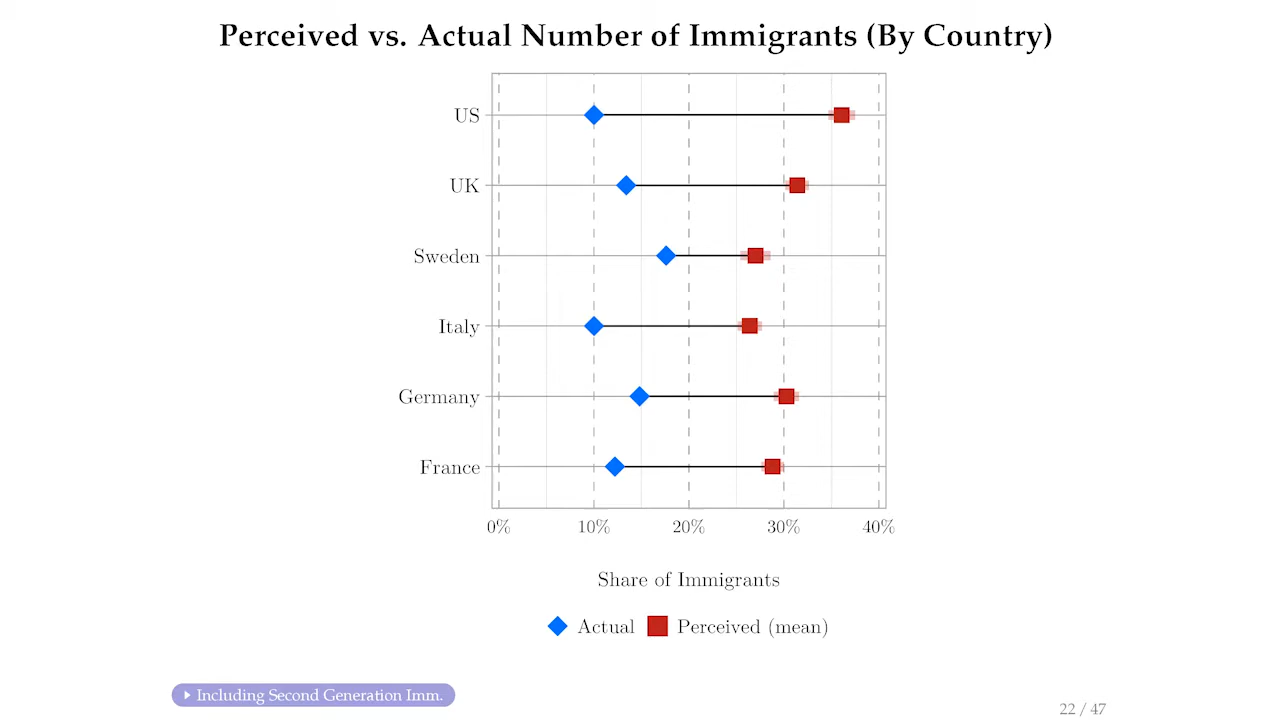 Perceived vs. Actual Number of Immigrants (By Country)
US
UK
Sweden
Italy
Germany
France
0% 10% 20% 30% 40%
Share of Immigrants
Actual Perceived (mean)
Including Second Generation Imm.
22 / 47